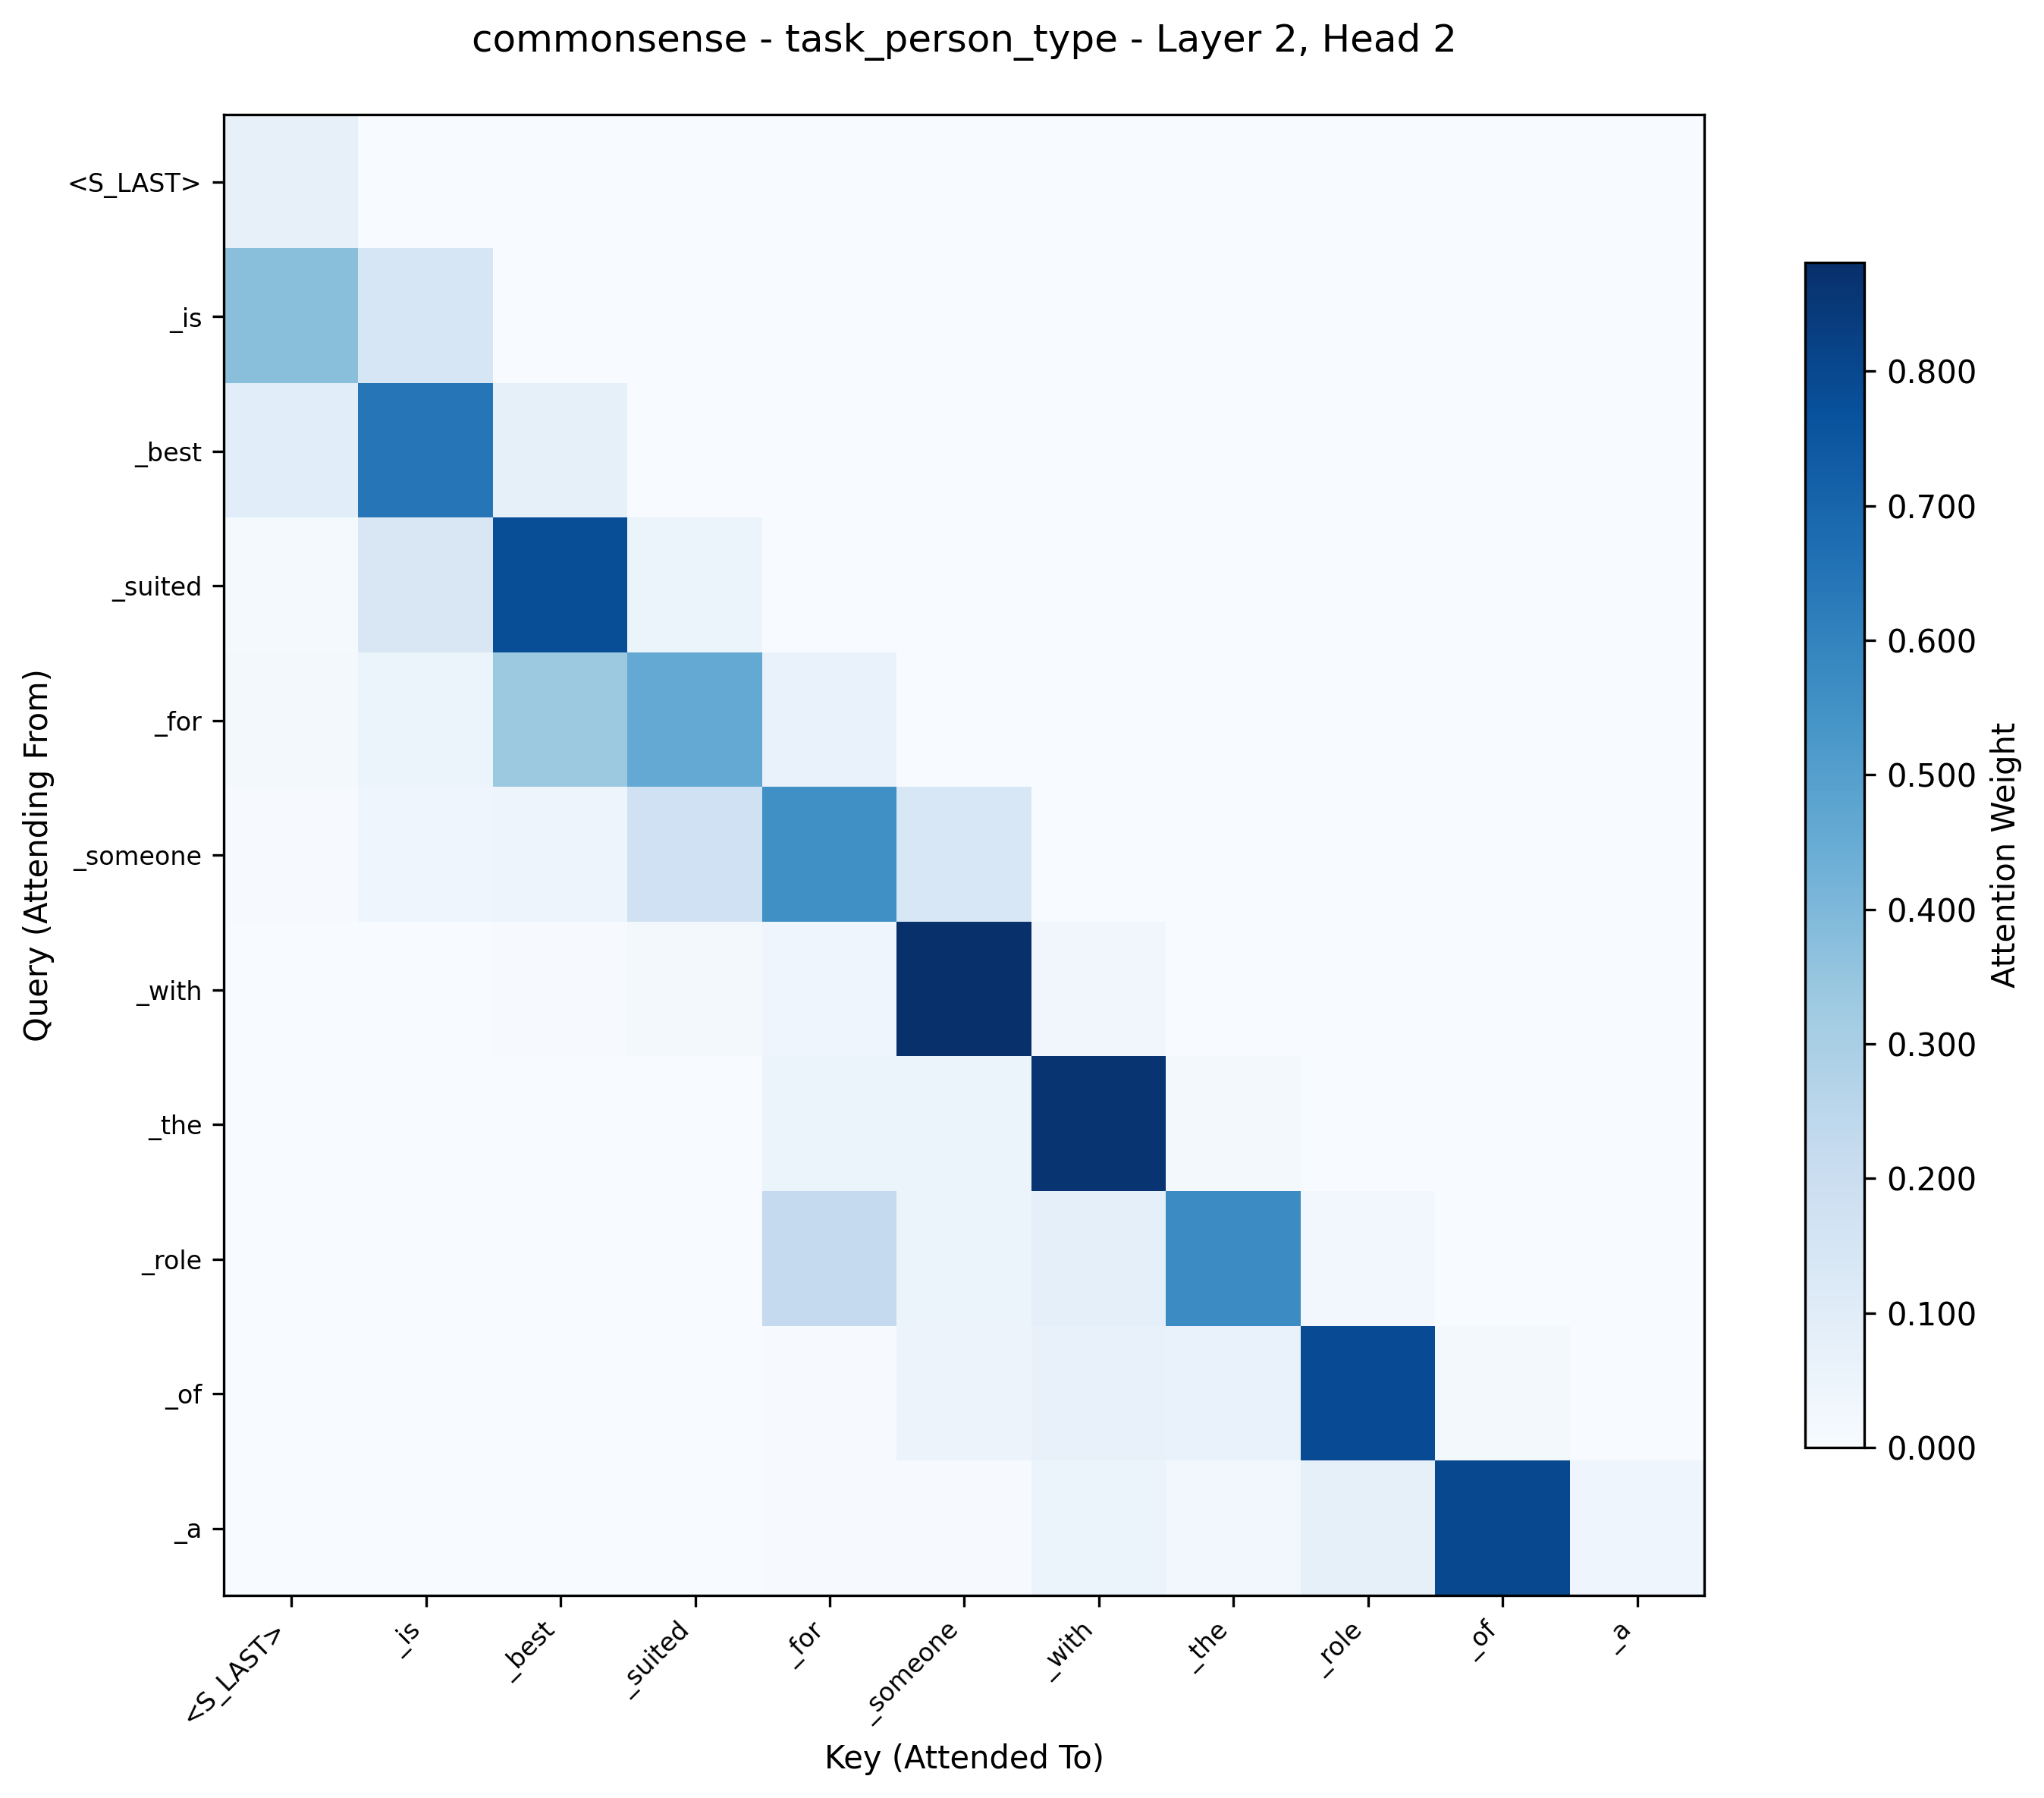 commonsense - task_person_type - Layer 2, Head 2
Query (Attending From)
<S_LAST>
_is
_best
_suited
_for
_someone
_with
_the
_role
_of
_a
<S_LAST>
_is
_best
_suited
_for
_someone
_with
_the
_role
_of
_a
Key (Attended To)
0.800
0.700
0.600
0.500
0.400
0.300
0.200
0.100
0.000
Attention Weight